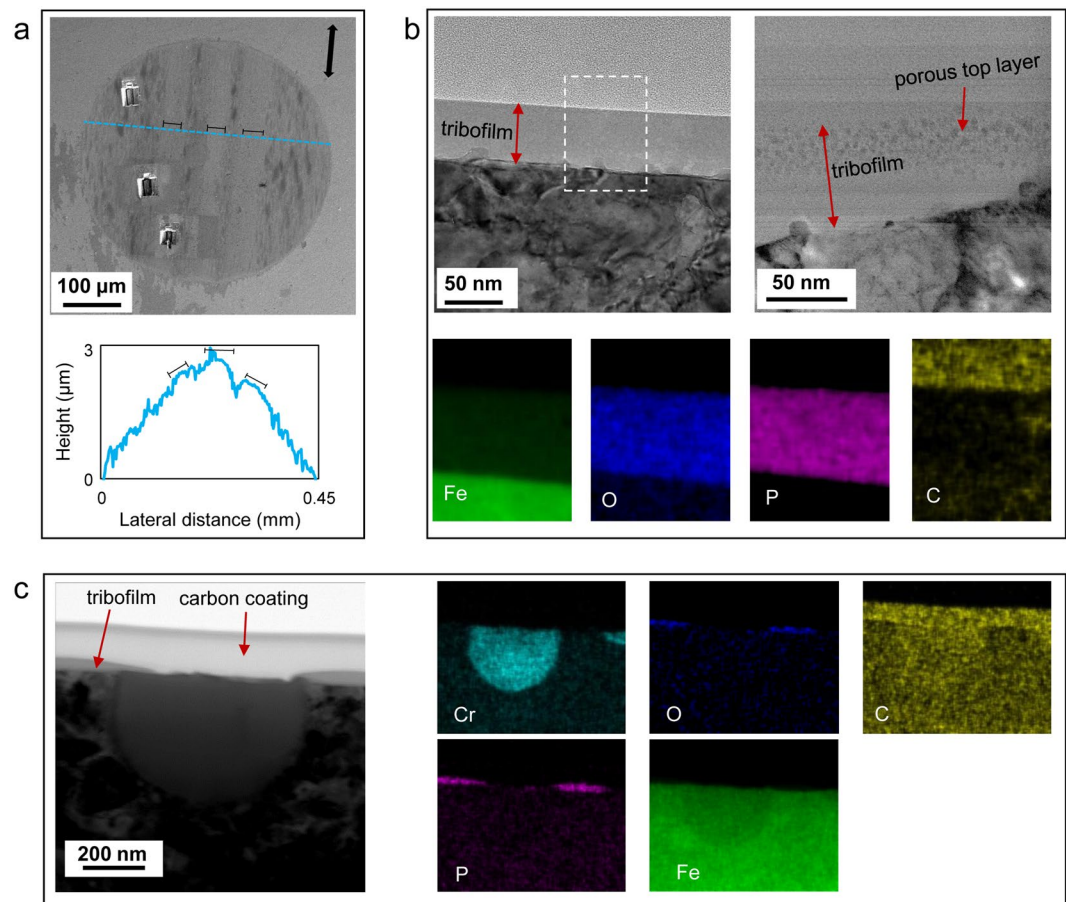 a
100 µm
3
Height (µm)
0
0
0.45
Lateral distance (mm)
b
tribofilm
50 nm
porous top layer
tribofilm
50 nm
Fe
O
P
C
c
tribofilm
carbon coating
200 nm
Cr
O
C
P
Fe